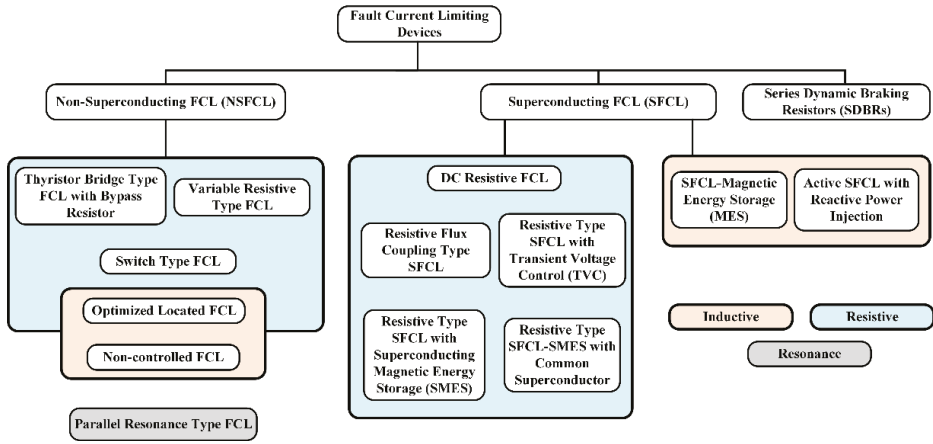 Fault Current Limiting
Devices
Non-Superconducting FCL (NSFCL)
Superconducting FCL (SFCL)
Series Dynamic Braking
Resistors (SDBRs)
Thyristor Bridge Type
FCL with Bypass
Resistor
Variable Resistive
Type FCL
Switch Type FCL
Optimized Located FCL
Non-controlled FCL
Parallel Resonance Type FCL
DC Resistive FCL
Resistive Flux
Coupling Type
SFCL
Resistive Type
SFCL with
Transient Voltage
Control (TVC)
Resistive Type
SFCL with
Superconducting
Magnetic Energy
Storage (SMES)
Resistive Type
SFCL-SMES with
Common
Superconductor
SFCL-Magnetic
Energy Storage
(MES)
Active SFCL with
Reactive Power
Injection
Inductive
Resistive
Resonance